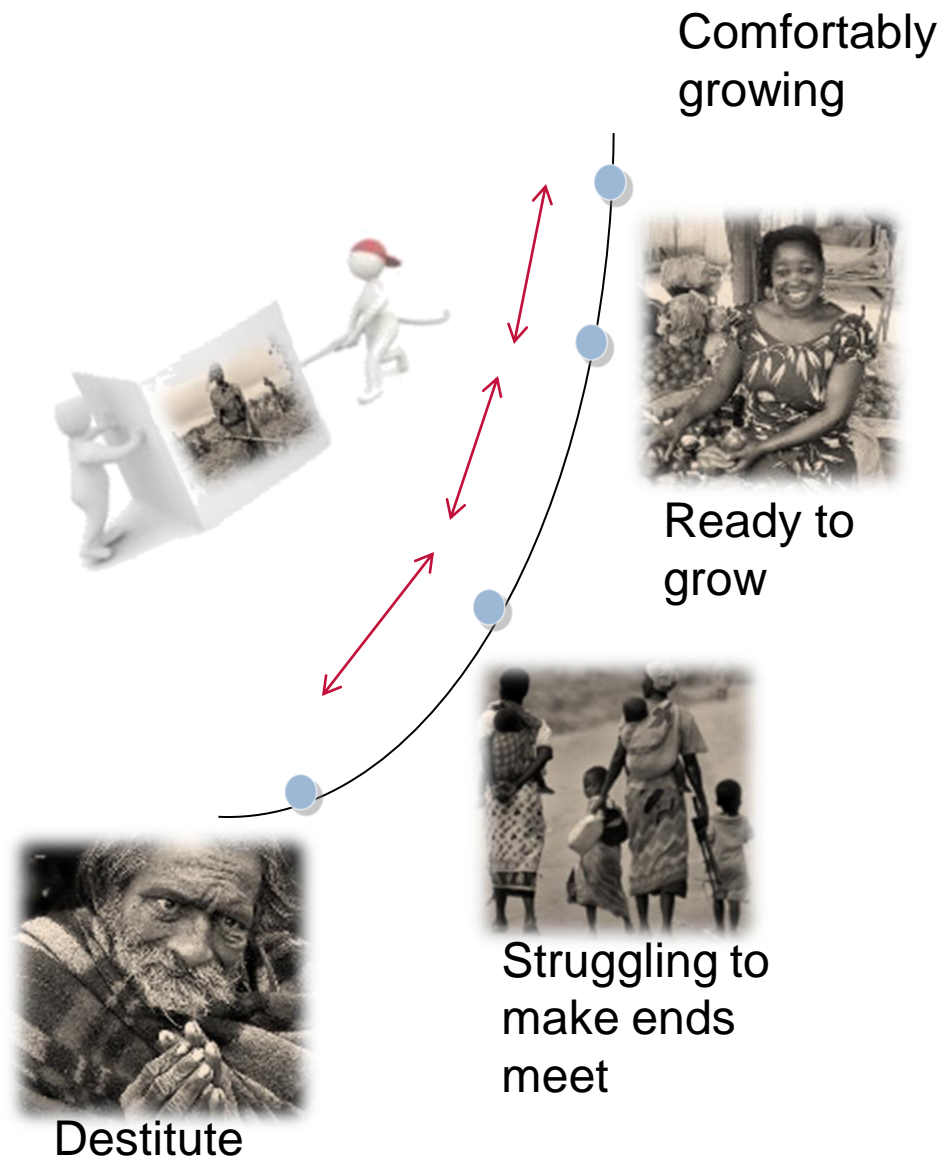 Comfortably
growing
Ready to
grow
Struggling to
make ends
meet
Destitute